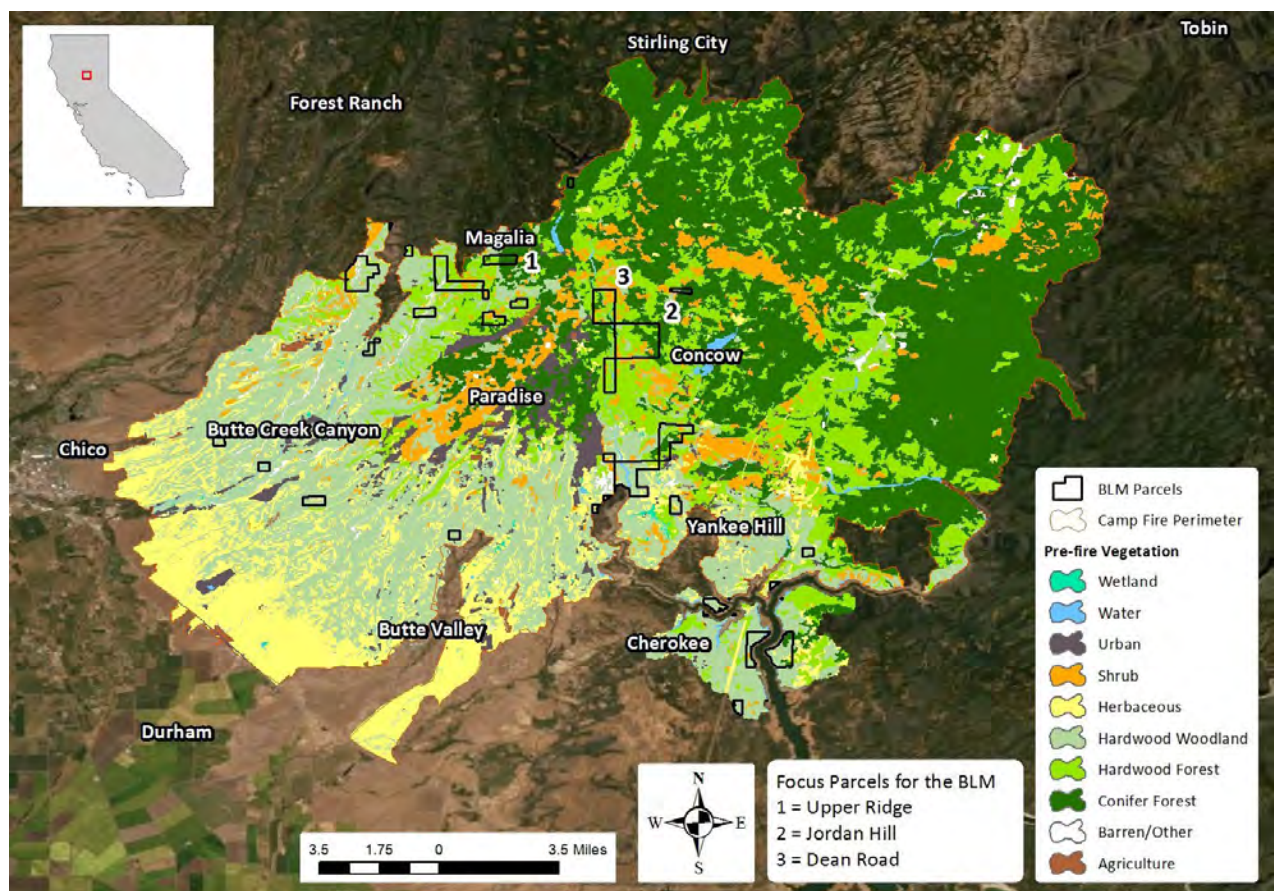 Stirling City
Tobin
Forest Ranch
Magalia
1
3
2
Concow
Paradise
Butte Creek Canyon
Chico
Yankee Hill
Butte Valley
Cherokee
Durham
BLM Parcels
Camp Fire Perimeter
Pre-fire Vegetation
Wetland
Water
Urban
Shrub
Herbaceous
Hardwood Woodland
Hardwood Forest
Conifer Forest
Barren/Other
Agriculture
N
W E
S
Focus Parcels for the BLM
1 = Upper Ridge
2 = Jordan Hill
3 = Dean Road
3.5 1.75 0 3.5 Miles